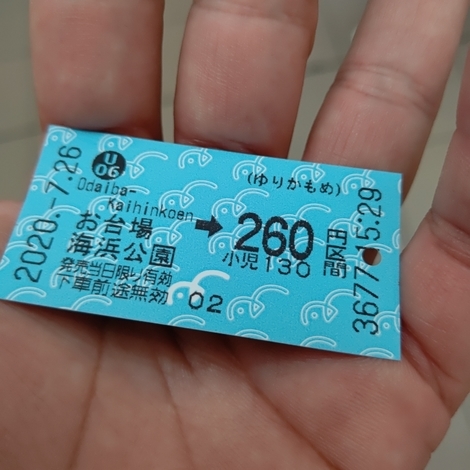 2020.-7.26
U
06
Odaiba-
Kaihinkoen
お台場
海浜公園
発売当日限り有効
下車前途無効
➡
(ゆりかもめ)
260円
区間
小児130
02
3677 15:29